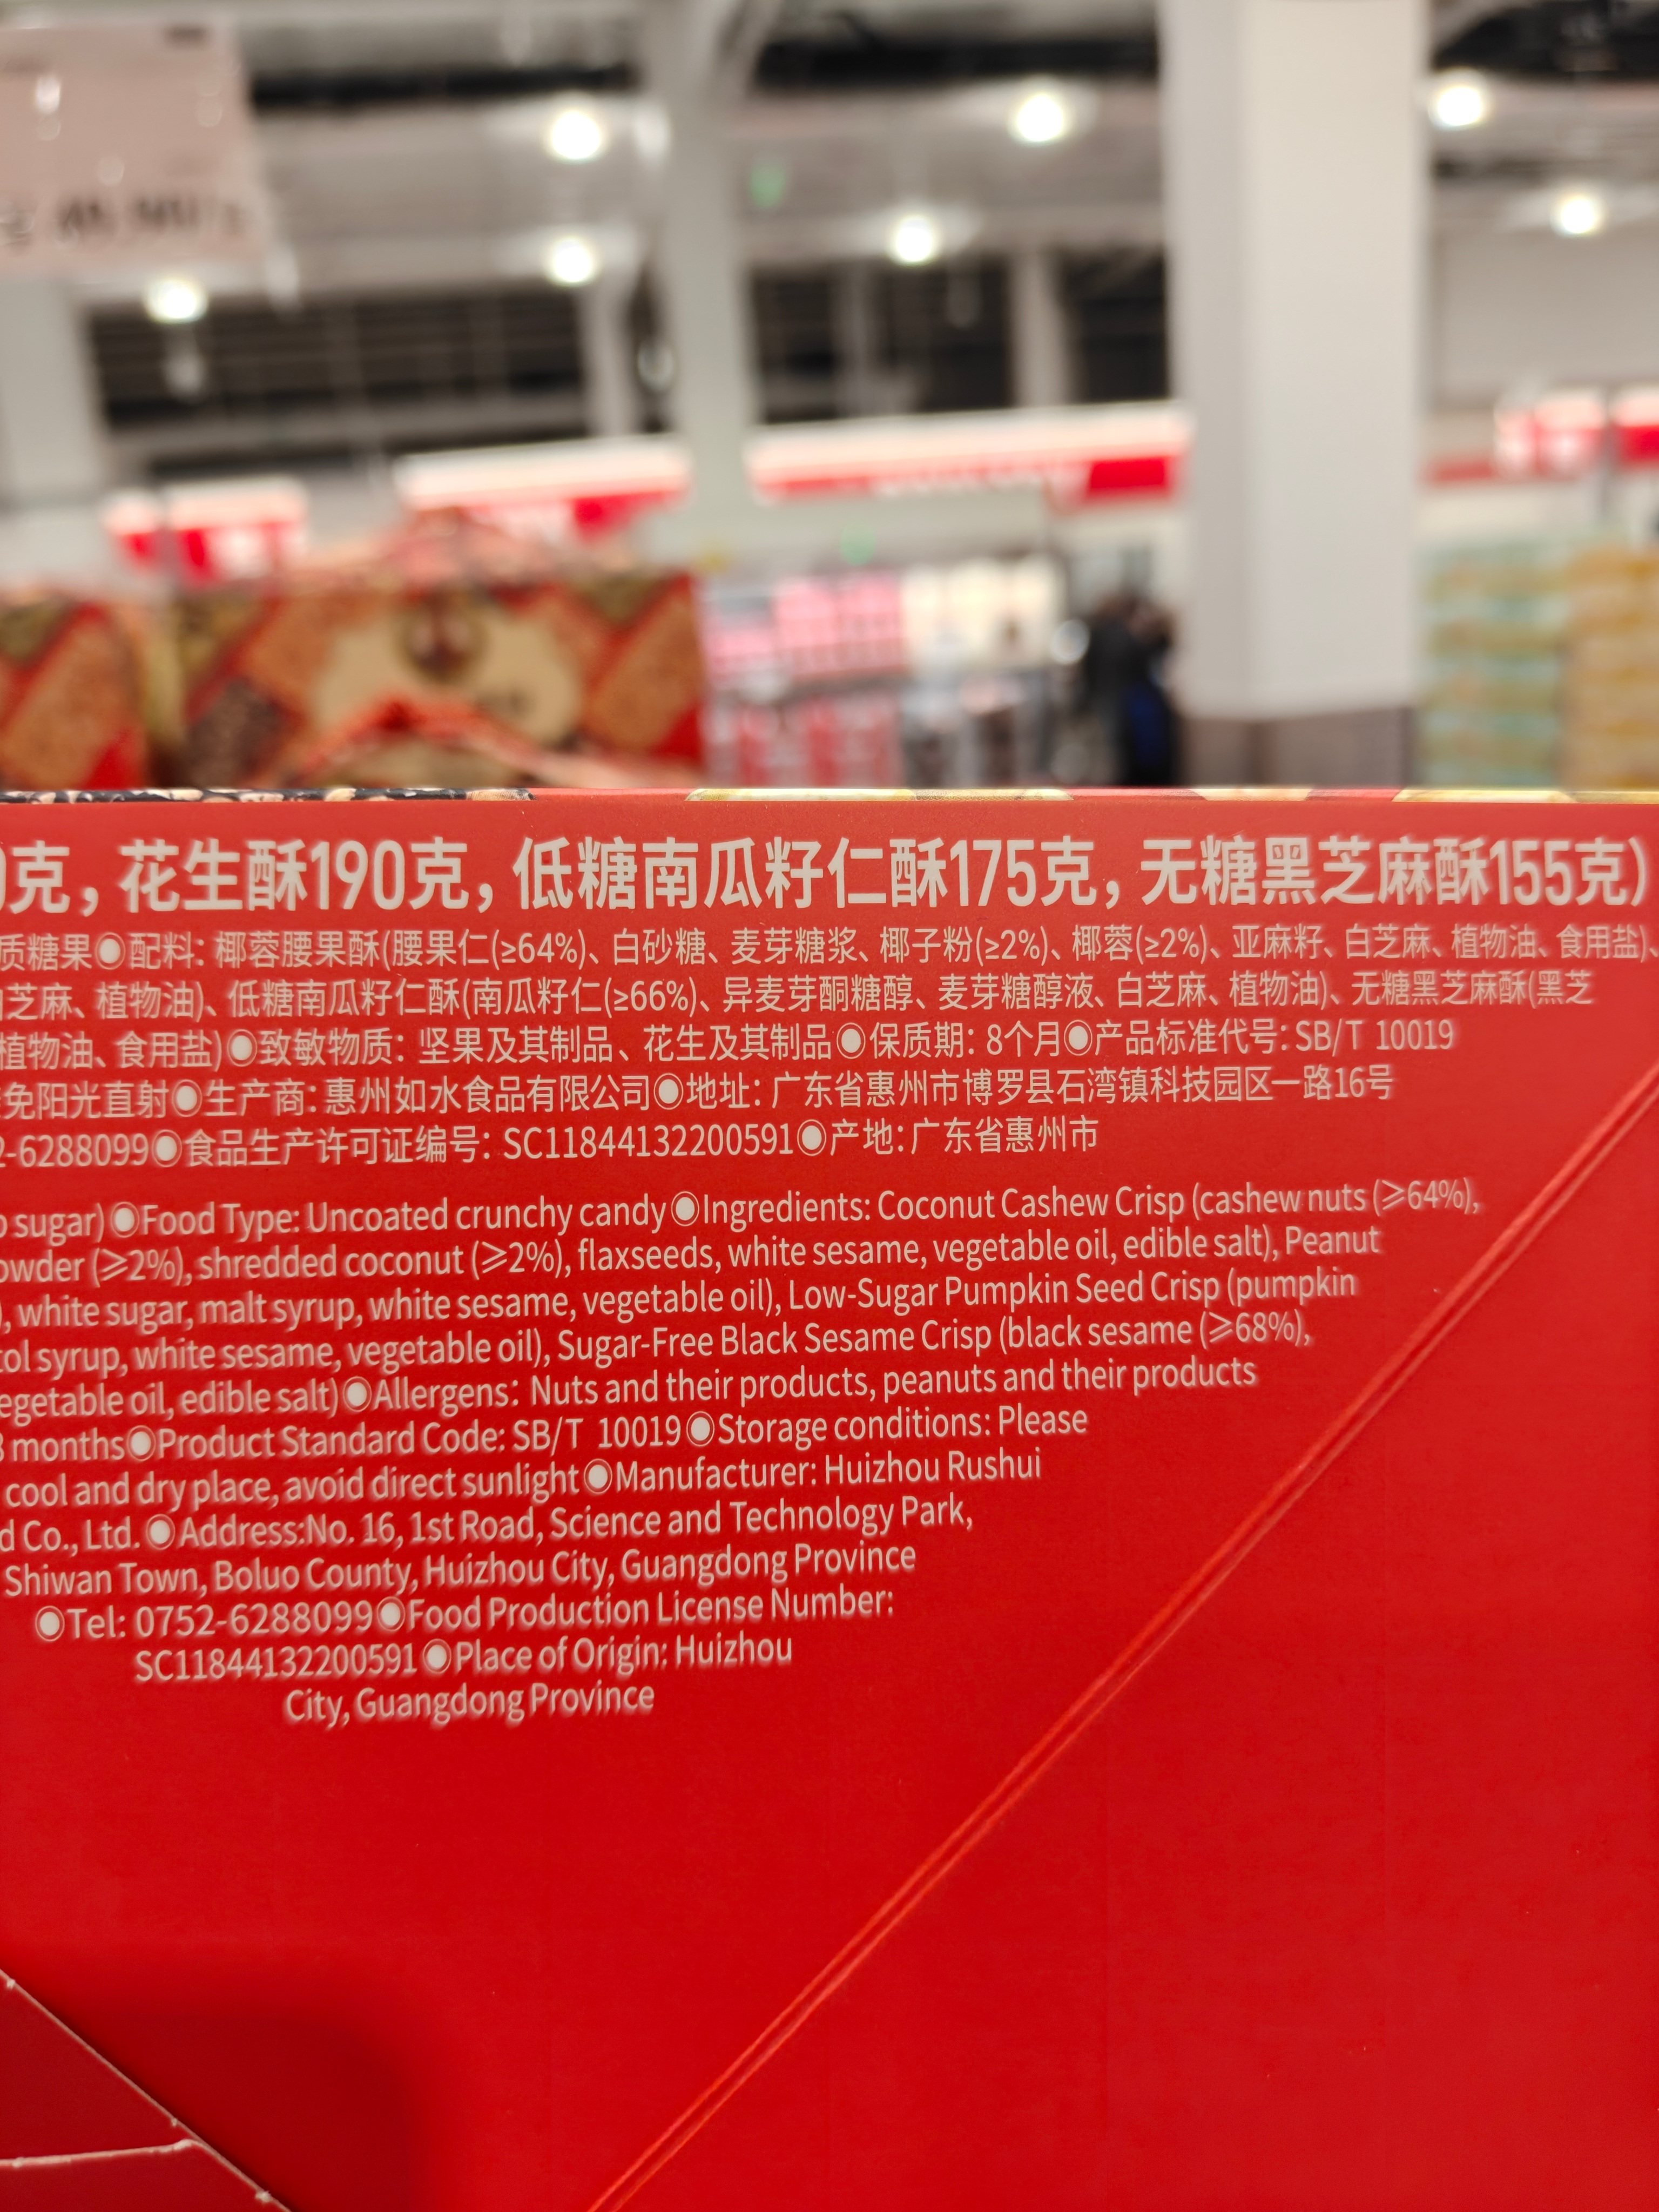 克，花生酥190克，低糖南瓜籽仁酥175克，无糖黑芝麻酥155克）
质糖果◉配料：椰蓉腰果酥(腰果仁(≥64%)、白砂糖、麦芽糖浆、椰子粉(≥2%)、椰蓉(≥2%)、亚麻籽、白芝麻、植物油、食用盐)、
芝麻、植物油)、低糖南瓜籽仁酥(南瓜籽仁(≥66%)、异麦芽酮糖醇、麦芽糖醇液、白芝麻、植物油)、无糖黑芝麻酥(黑芝
植物油、食用盐)◉致敏物质：坚果及其制品、花生及其制品◉保质期：8个月◉产品标准代号：SB/T 10019
免阳光直射◉生产商：惠州如水食品有限公司◉地址：广东省惠州市博罗县石湾镇科技园区一路16号
2-6288099◉食品生产许可证编号：SC11844132200591◉产地：广东省惠州市
sugar)◉Food Type: Uncoated crunchy candy◉Ingredients: Coconut Cashew Crisp (cashew nuts (≥64%),
owder (≥2%), shredded coconut (≥2%), flaxseeds, white sesame, vegetable oil, edible salt), Peanut
), white sugar, malt syrup, white sesame, vegetable oil), Low-Sugar Pumpkin Seed Crisp (pumpkin
tol syrup, white sesame, vegetable oil), Sugar-Free Black Sesame Crisp (black sesame (≥68%),
egetable oil, edible salt)◉Allergens: Nuts and their products, peanuts and their products
8 months◉Product Standard Code: SB/T 10019◉Storage conditions: Please
cool and dry place, avoid direct sunlight◉Manufacturer: Huizhou Rushui
d Co., Ltd.◉Address:No. 16, 1st Road, Science and Technology Park,
Shiwan Town, Boluo County, Huizhou City, Guangdong Province
◉Tel: 0752-6288099◉Food Production License Number:
SC11844132200591◉Place of Origin: Huizhou
City, Guangdong Province